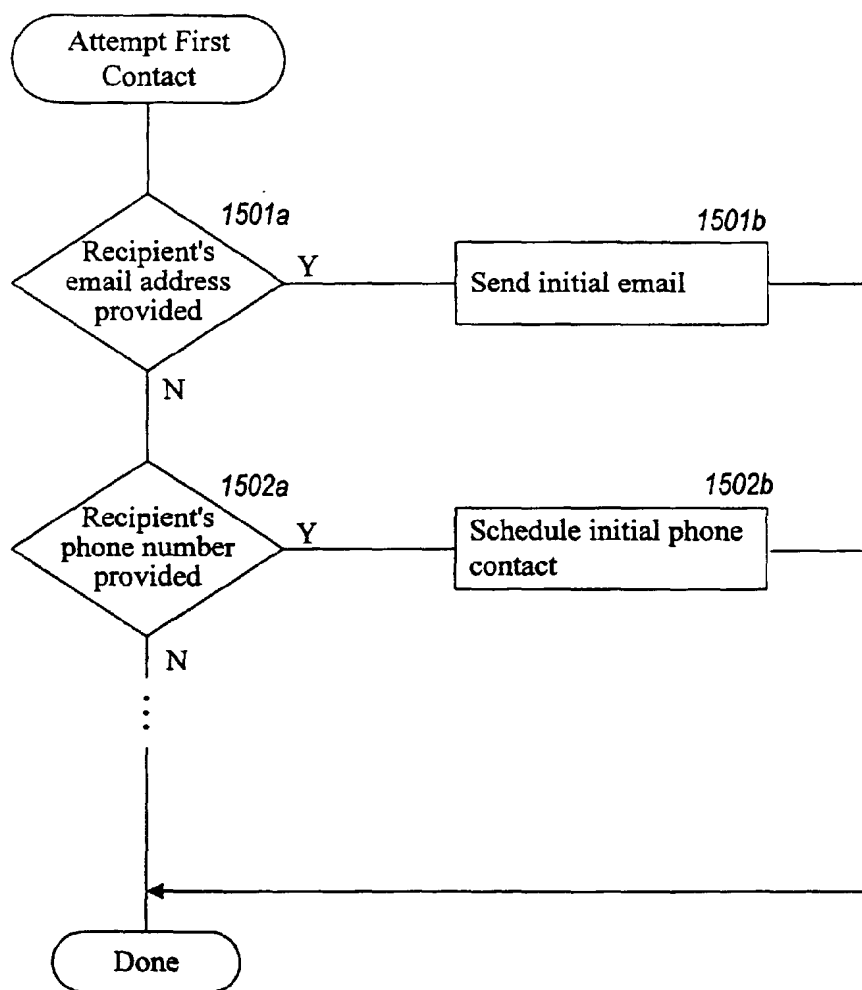 Attempt First
Contact
1501a
Recipient's
email address
provided
Y
1501b
Send initial email
N
1502a
Recipient's
phone number
provided
Y
1502b
Schedule initial phone
contact
N
⋮
Done